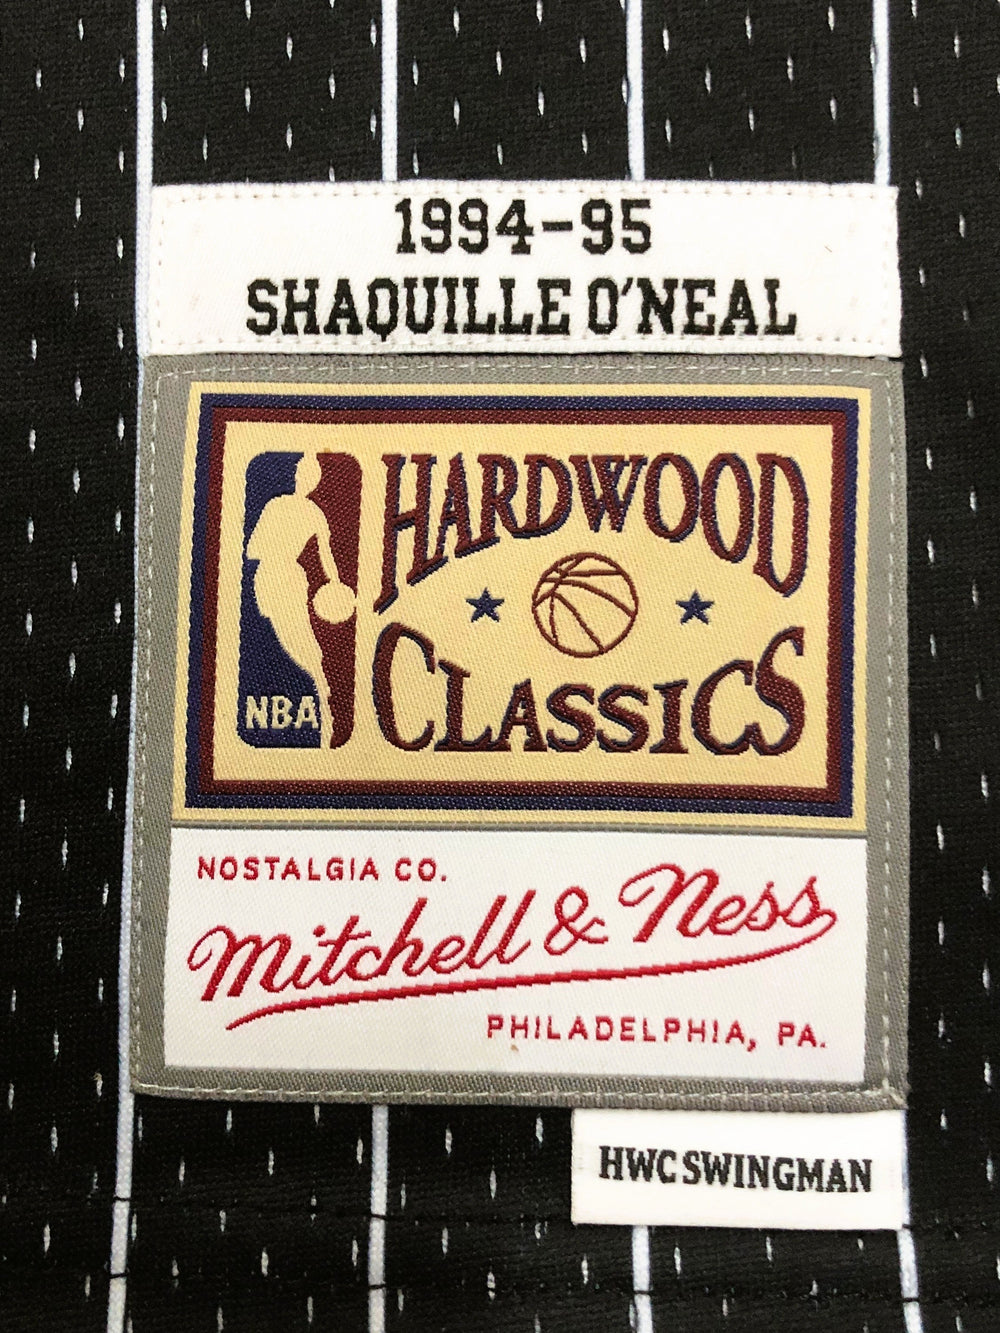 1994-95
SHAQUILLE O'NEAL
HARDWOOD
CLASSICS
NBA
NOSTALGIA CO.
Mitchell & Ness
PHILADELPHIA, PA.
HWC SWINGMAN